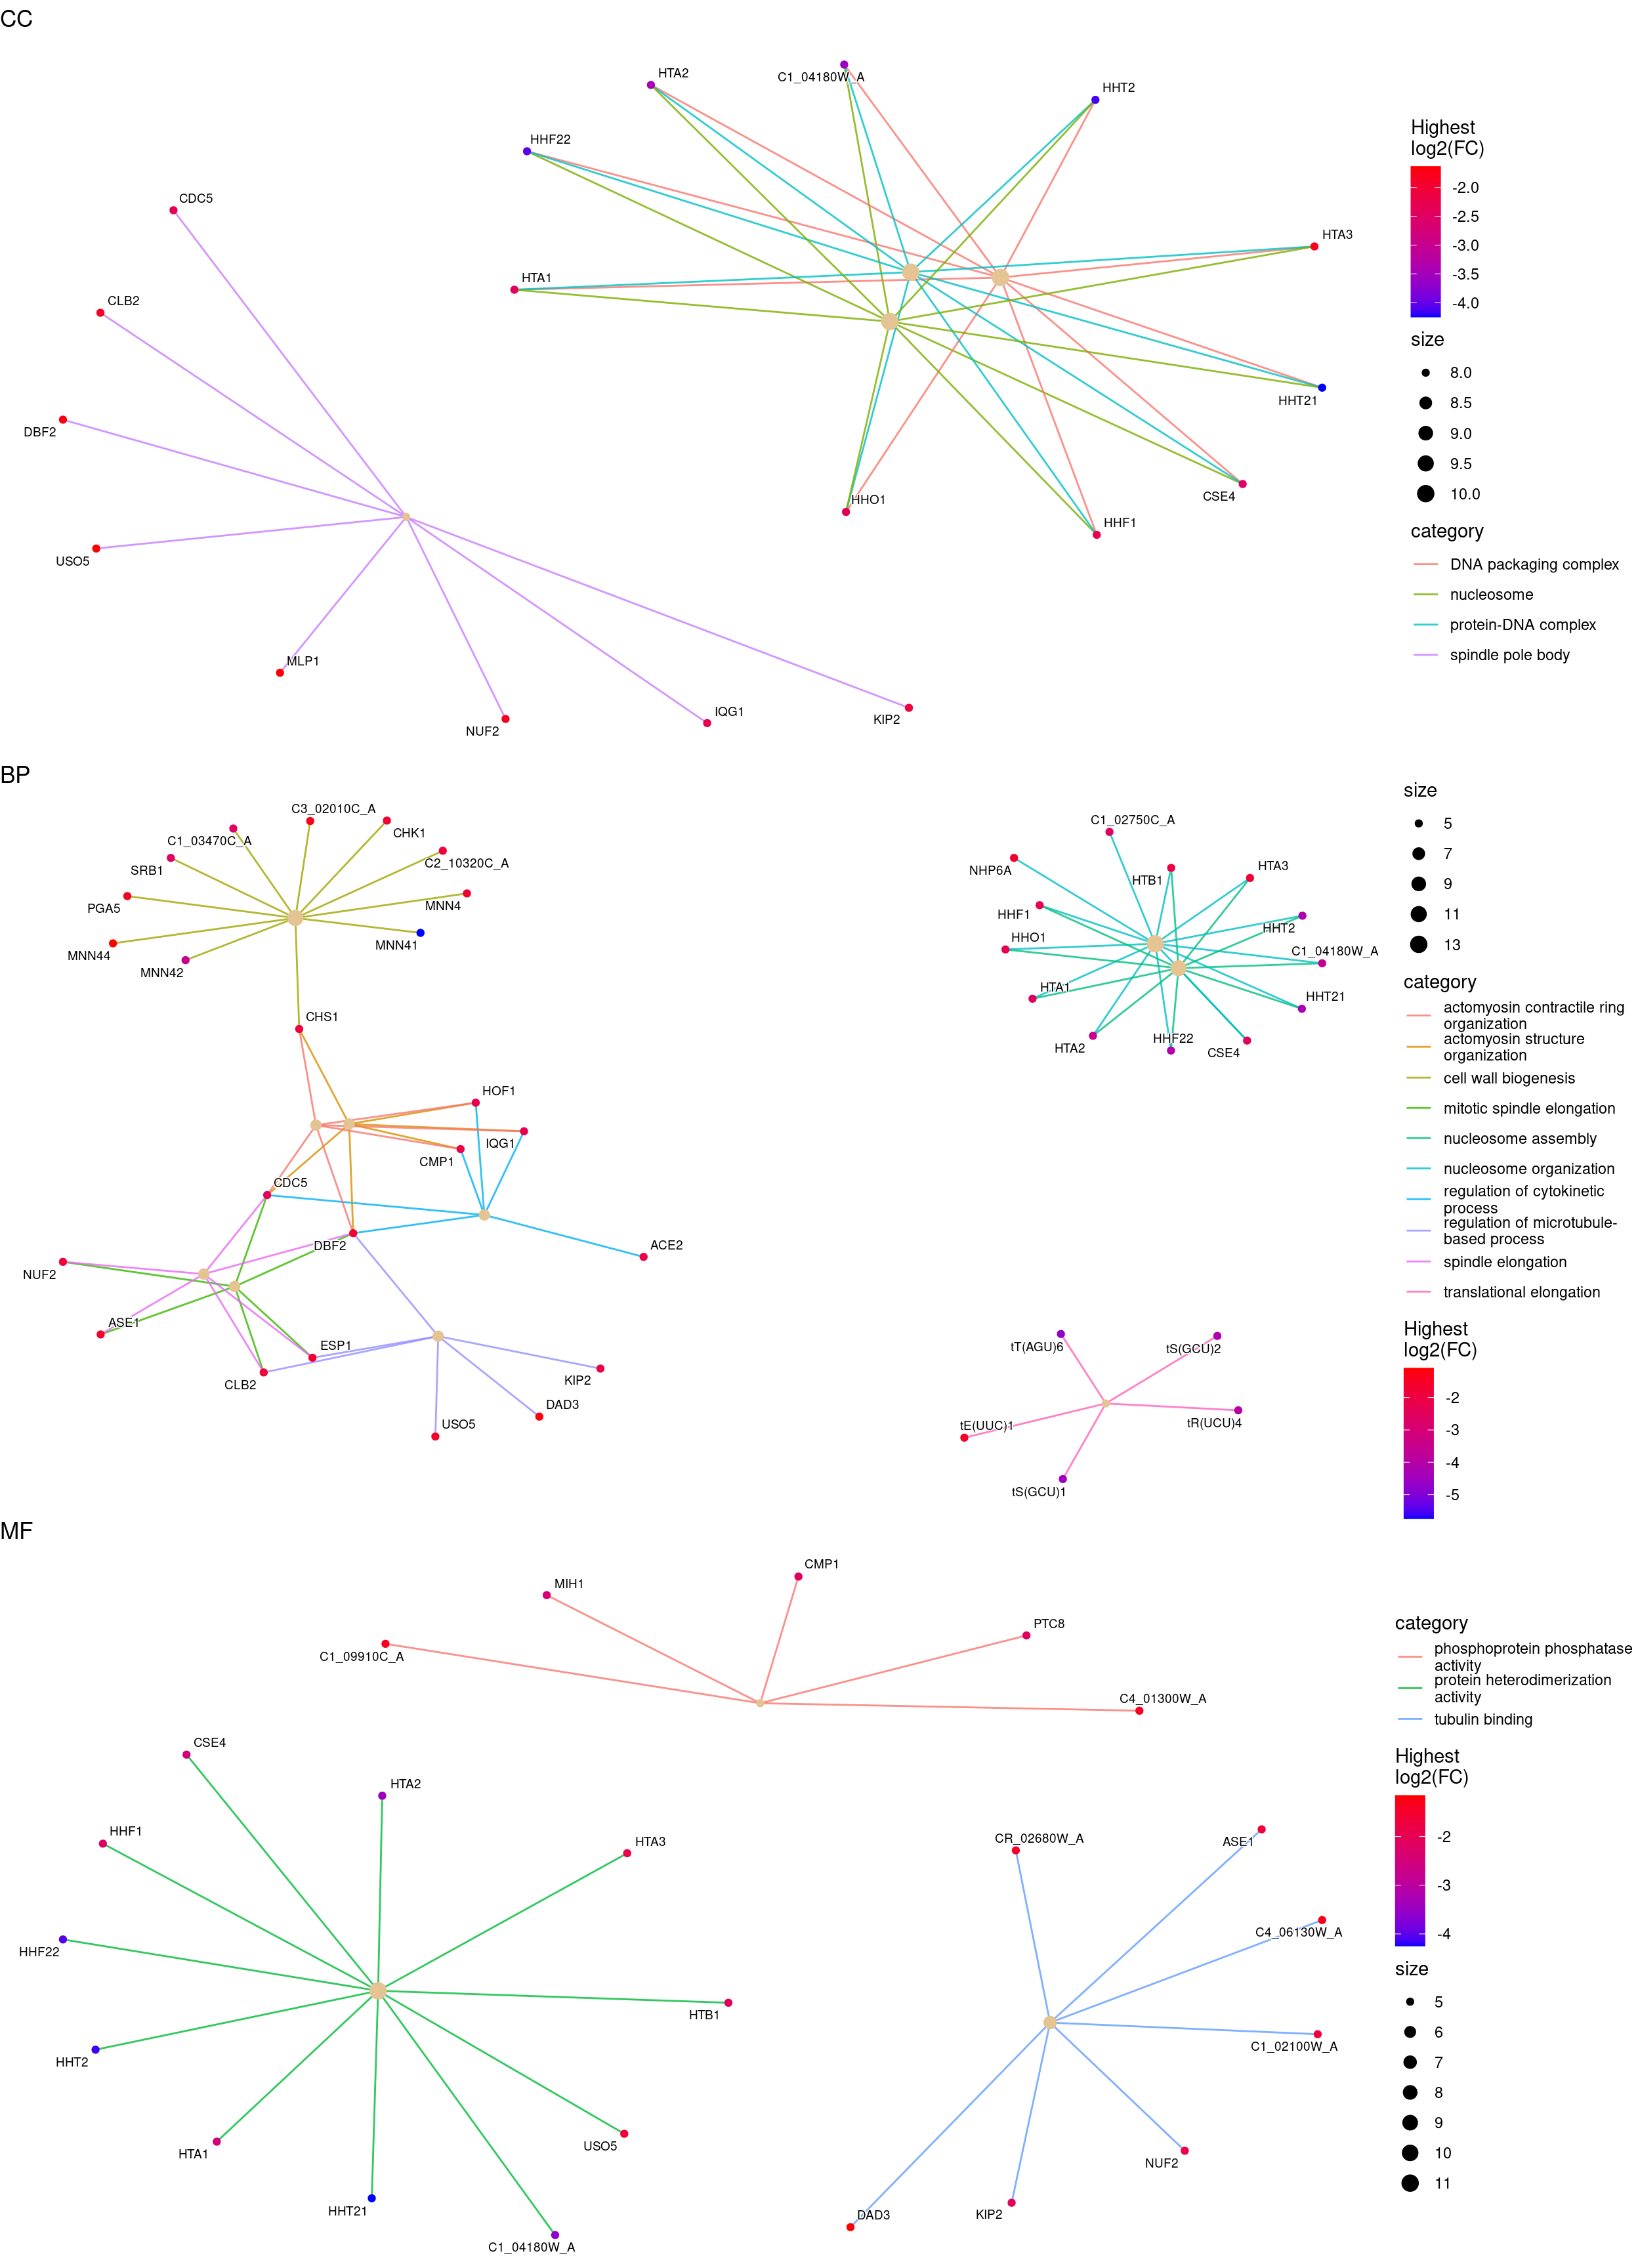 CC
HTA2
C1_04180W_A
HHT2
HHF22
CDC5
HTA3
HTA1
CLB2
HHT21
DBF2
CSE4
HHO1
HHF1
USO5
MLP1
IQG1
KIP2
NUF2
Highest
log2(FC)
-2.0
-2.5
-3.0
-3.5
-4.0
size
8.0
8.5
9.0
9.5
10.0
category
DNA packaging complex
nucleosome
protein-DNA complex
spindle pole body
BP
C3_02010C_A
C1_03470C_A
CHK1
C2_10320C_A
SRB1
PGA5
MNN4
MNN44
MNN41
MNN42
CHS1
HOF1
IQG1
CMP1
CDC5
DBF2
ACE2
NUF2
ASE1
ESP1
CLB2
KIP2
DAD3
USO5
C1_02750C_A
NHP6A
HTB1
HTA3
HHF1
HHT2
HHO1
C1_04180W_A
HTA1
HHT21
HTA2
HHF22
CSE4
tT(AGU)6
tS(GCU)2
tE(UUC)1
tR(UCU)4
tS(GCU)1
size
5
7
9
11
13
category
actomyosin contractile ring
organization
actomyosin structure
organization
cell wall biogenesis
mitotic spindle elongation
nucleosome assembly
nucleosome organization
regulation of cytokinetic
process
regulation of microtubule-
based process
spindle elongation
translational elongation
Highest
log2(FC)
-2
-3
-4
-5
MF
CMP1
MIH1
PTC8
C1_09910C_A
C4_01300W_A
CSE4
HTA2
HHF1
HTA3
HHF22
HTB1
HHT2
HTA1
USO5
HHT21
C1_04180W_A
CR_02680W_A
ASE1
C4_06130W_A
C1_02100W_A
NUF2
KIP2
DAD3
category
phosphoprotein phosphatase
activity
protein heterodimerization
activity
tubulin binding
Highest
log2(FC)
-2
-3
-4
size
5
6
7
8
9
10
11